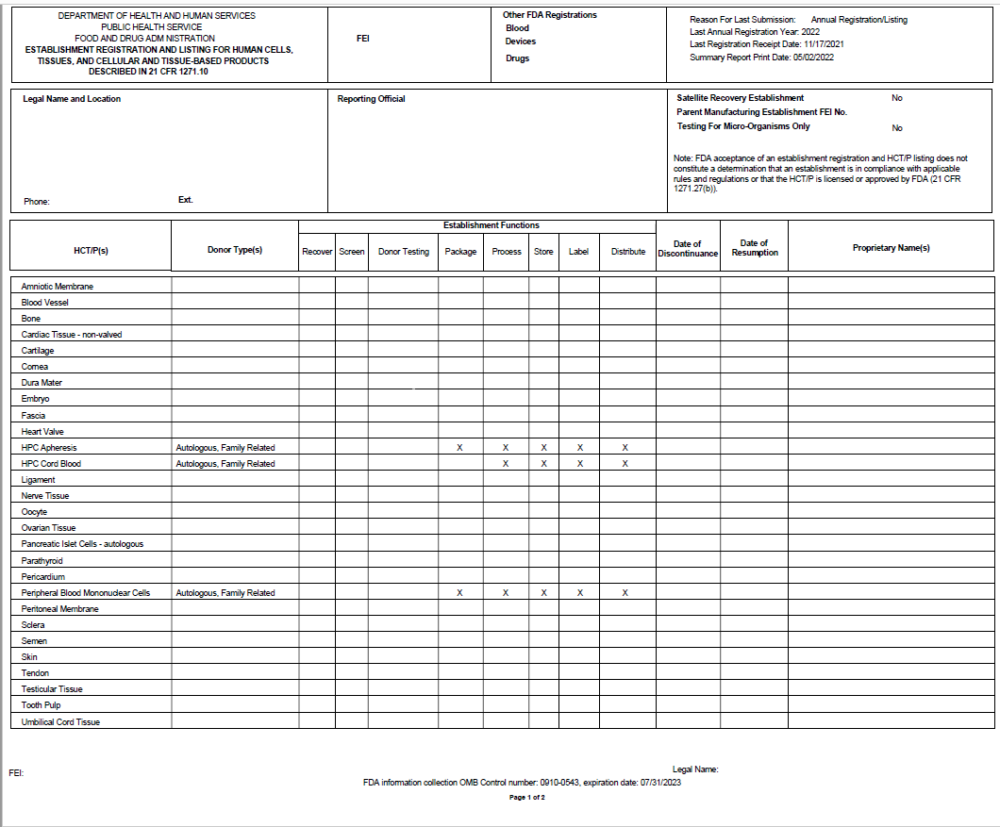 DEPARTMENT OF HEALTH AND HUMAN SERVICES
PUBLIC HEALTH SERVICE
FOOD AND DRUG ADM NISTRATION
ESTABLISHMENT REGISTRATION AND LISTING FOR HUMAN CELLS,
TISSUES, AND CELLULAR AND TISSUE-BASED PRODUCTS
DESCRIBED IN 21 CFR 1271.10
FEI
Other FDA Registrations
Blood
Devices
Drugs
Reason For Last Submission: Annual Registration/Listing
Last Annual Registration Year: 2022
Last Registration Receipt Date: 11/17/2021
Summary Report Print Date: 05/02/2022
Legal Name and Location
Phone: Ext.
Reporting Official
Satellite Recovery Establishment No
Parent Manufacturing Establishment FEI No.
Testing For Micro-Organisms Only No
Note: FDA acceptance of an establishment registration and HCT/P listing does not
constitute a determination that an establishment is in compliance with applicable
rules and regulations or that the HCT/P is licensed or approved by FDA (21 CFR
1271.27(b)).
Establishment Functions
HCT/P(s) Donor Type(s) Recover Screen Donor Testing Package Process Store Label Distribute Date of Discontinuance Date of Resumption Proprietary Name(s)
Amniotic Membrane
Blood Vessel
Bone
Cardiac Tissue - non-valved
Cartilage
Cornea
Dura Mater
Embryo
Fascia
Heart Valve
HPC Apheresis Autologous, Family Related X X X X X
HPC Cord Blood Autologous, Family Related X X X X
Ligament
Nerve Tissue
Oocyte
Ovarian Tissue
Pancreatic Islet Cells - autologous
Parathyroid
Pericardium
Peripheral Blood Mononuclear Cells Autologous, Family Related X X X X X
Peritoneal Membrane
Sclera
Semen
Skin
Tendon
Testicular Tissue
Tooth Pulp
Umbilical Cord Tissue
FEI: Legal Name:
FDA information collection OMB Control number: 0910-0543, expiration date: 07/31/2023
Page 1 of 2